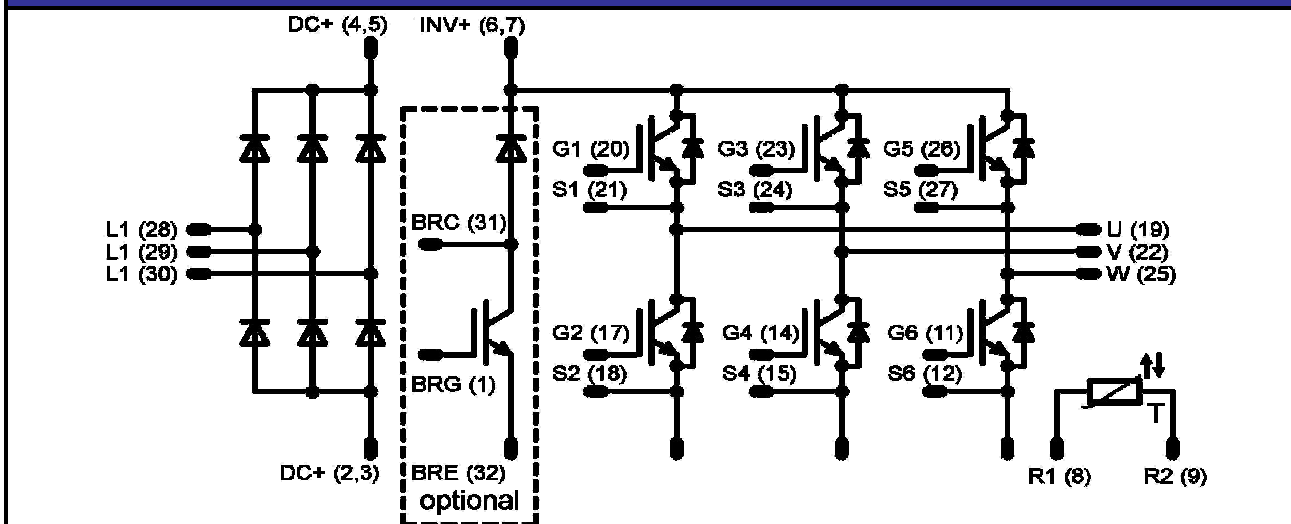 DC+ (4,5) INV+ (6,7)
G1 (20) G3 (23) G5 (26)
S1 (21) S3 (24) S5 (27)
BRC (31)
L1 (28) U (19)
L1 (29) V (22)
L1 (30) W (25)
G2 (17) G4 (14) G6 (11)
S2 (18) S4 (15) S6 (12)
BRG (1)
T
DC+ (2,3) BRE (32) R1 (8) R2 (9)
optional